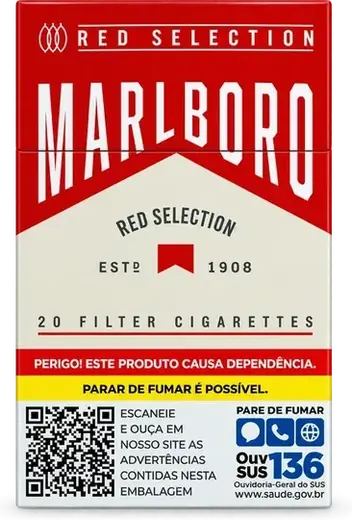 RED SELECTION
MARLBORO
RED SELECTION
ESTD 1908
20 FILTER CIGARETTES
PERIGO! ESTE PRODUTO CAUSA DEPENDÊNCIA.
PARAR DE FUMAR É POSSÍVEL.
ESCANEIE
E OUÇA EM
NOSSO SITE AS
ADVERTÊNCIAS
CONTIDAS NESTA
EMBALAGEM
PARE DE FUMAR
Ouv
SUS 136
Ouvidoria-Geral do SUS
www.saude.gov.br